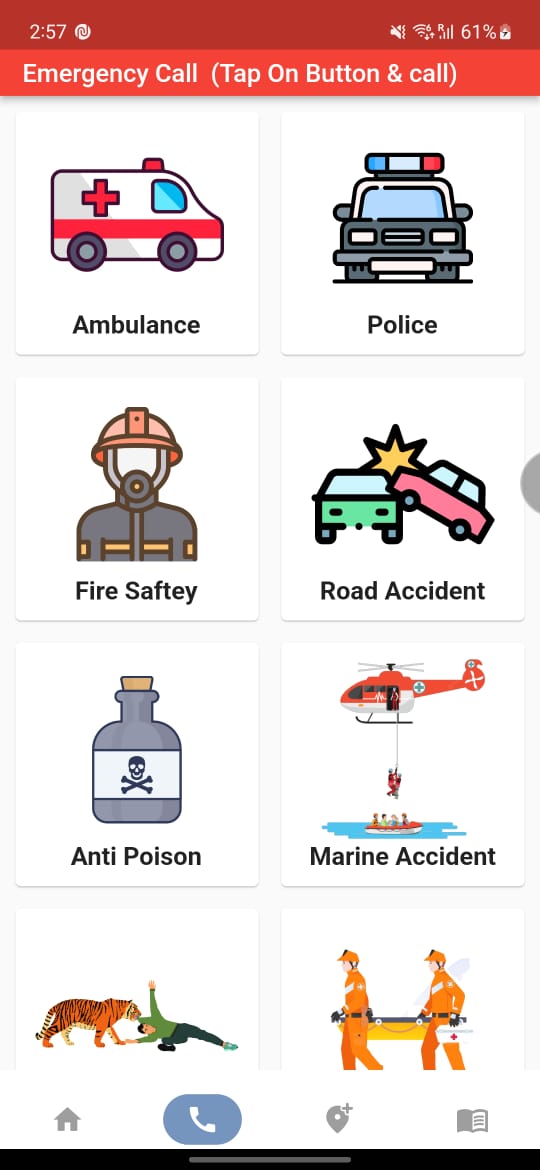 2:57
R 61%
Emergency Call (Tap On Button & call)
Ambulance
Police
Fire Saftey
Road Accident
Anti Poison
Marine Accident